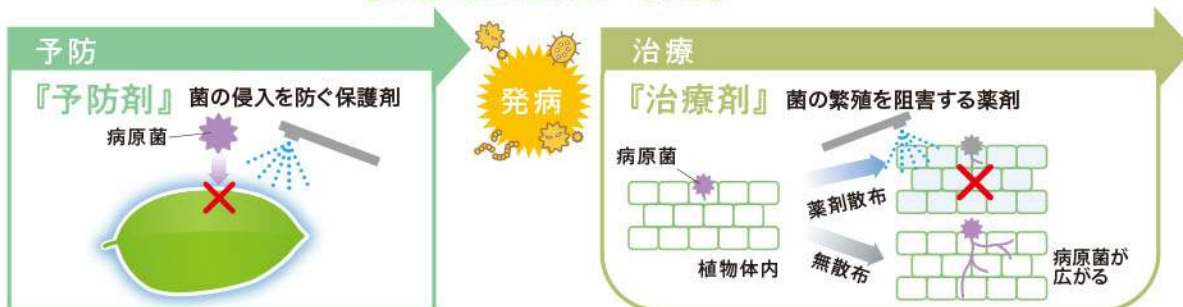 予防
『予防剤』 菌の侵入を防ぐ保護剤
病原菌
発病
治療
『治療剤』 菌の繁殖を阻害する薬剤
病原菌
植物体内
薬剤散布
無散布
病原菌が
広がる